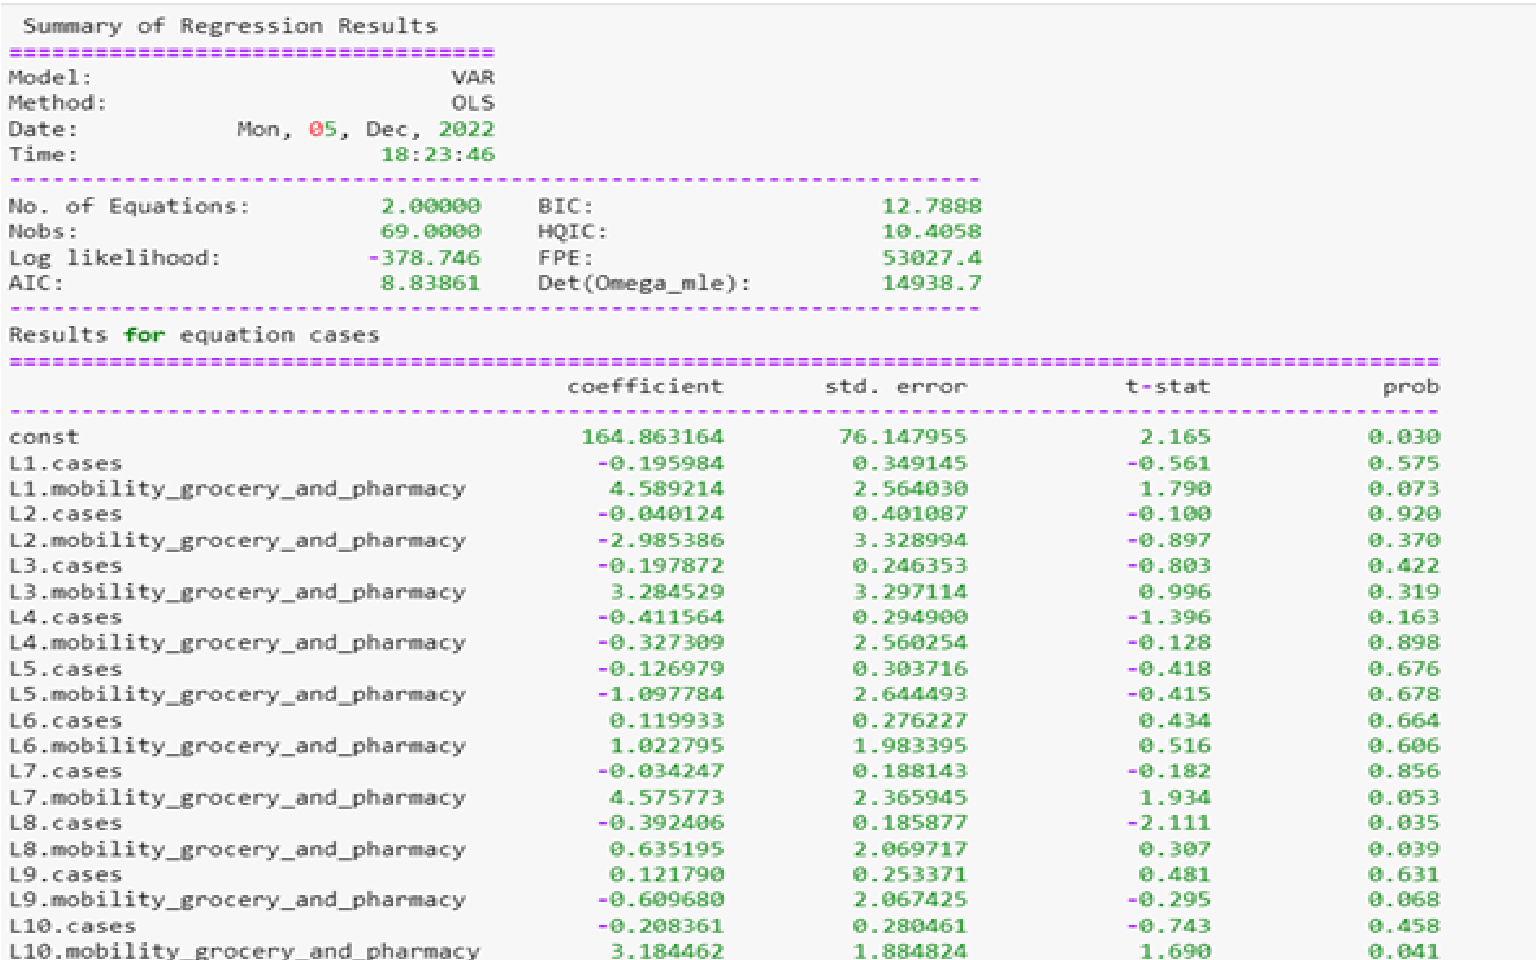 Summary of Regression Results
==================================
Model: VAR
Method: OLS
Date: Mon, 05, Dec, 2022
Time: 18:23:46
--------------------------------------------------------------------
No. of Equations: 2.00000 BIC: 12.7888
Nobs: 69.0000 HQIC: 10.4058
Log likelihood: -378.746 FPE: 53027.4
AIC: 8.83861 Det(Omega_mle): 14938.7
--------------------------------------------------------------------
Results for equation cases
====================================================================================================
coefficient std. error t-stat prob
----------------------------------------------------------------------------------------------------
const 164.863164 76.147955 2.165 0.030
L1.cases -0.195984 0.349145 -0.561 0.575
L1.mobility_grocery_and_pharmacy 4.589214 2.564030 1.790 0.073
L2.cases -0.040124 0.401087 -0.100 0.920
L2.mobility_grocery_and_pharmacy -2.985386 3.328994 -0.897 0.370
L3.cases -0.197872 0.246353 -0.803 0.422
L3.mobility_grocery_and_pharmacy 3.284529 3.297114 0.996 0.319
L4.cases -0.411564 0.294900 -1.396 0.163
L4.mobility_grocery_and_pharmacy -0.327309 2.560254 -0.128 0.898
L5.cases -0.126979 0.303716 -0.418 0.676
L5.mobility_grocery_and_pharmacy -1.097784 2.644493 -0.415 0.678
L6.cases 0.119933 0.276227 0.434 0.664
L6.mobility_grocery_and_pharmacy 1.022795 1.983395 0.516 0.606
L7.cases -0.034247 0.188143 -0.182 0.856
L7.mobility_grocery_and_pharmacy 4.575773 2.365945 1.934 0.053
L8.cases -0.392406 0.185877 -2.111 0.035
L8.mobility_grocery_and_pharmacy 0.635195 2.069717 0.307 0.039
L9.cases 0.121790 0.253371 0.481 0.631
L9.mobility_grocery_and_pharmacy -0.609680 2.067425 -0.295 0.068
L10.cases -0.208361 0.280461 -0.743 0.458
L10.mobility_grocery_and_pharmacy 3.184462 1.884824 1.690 0.041